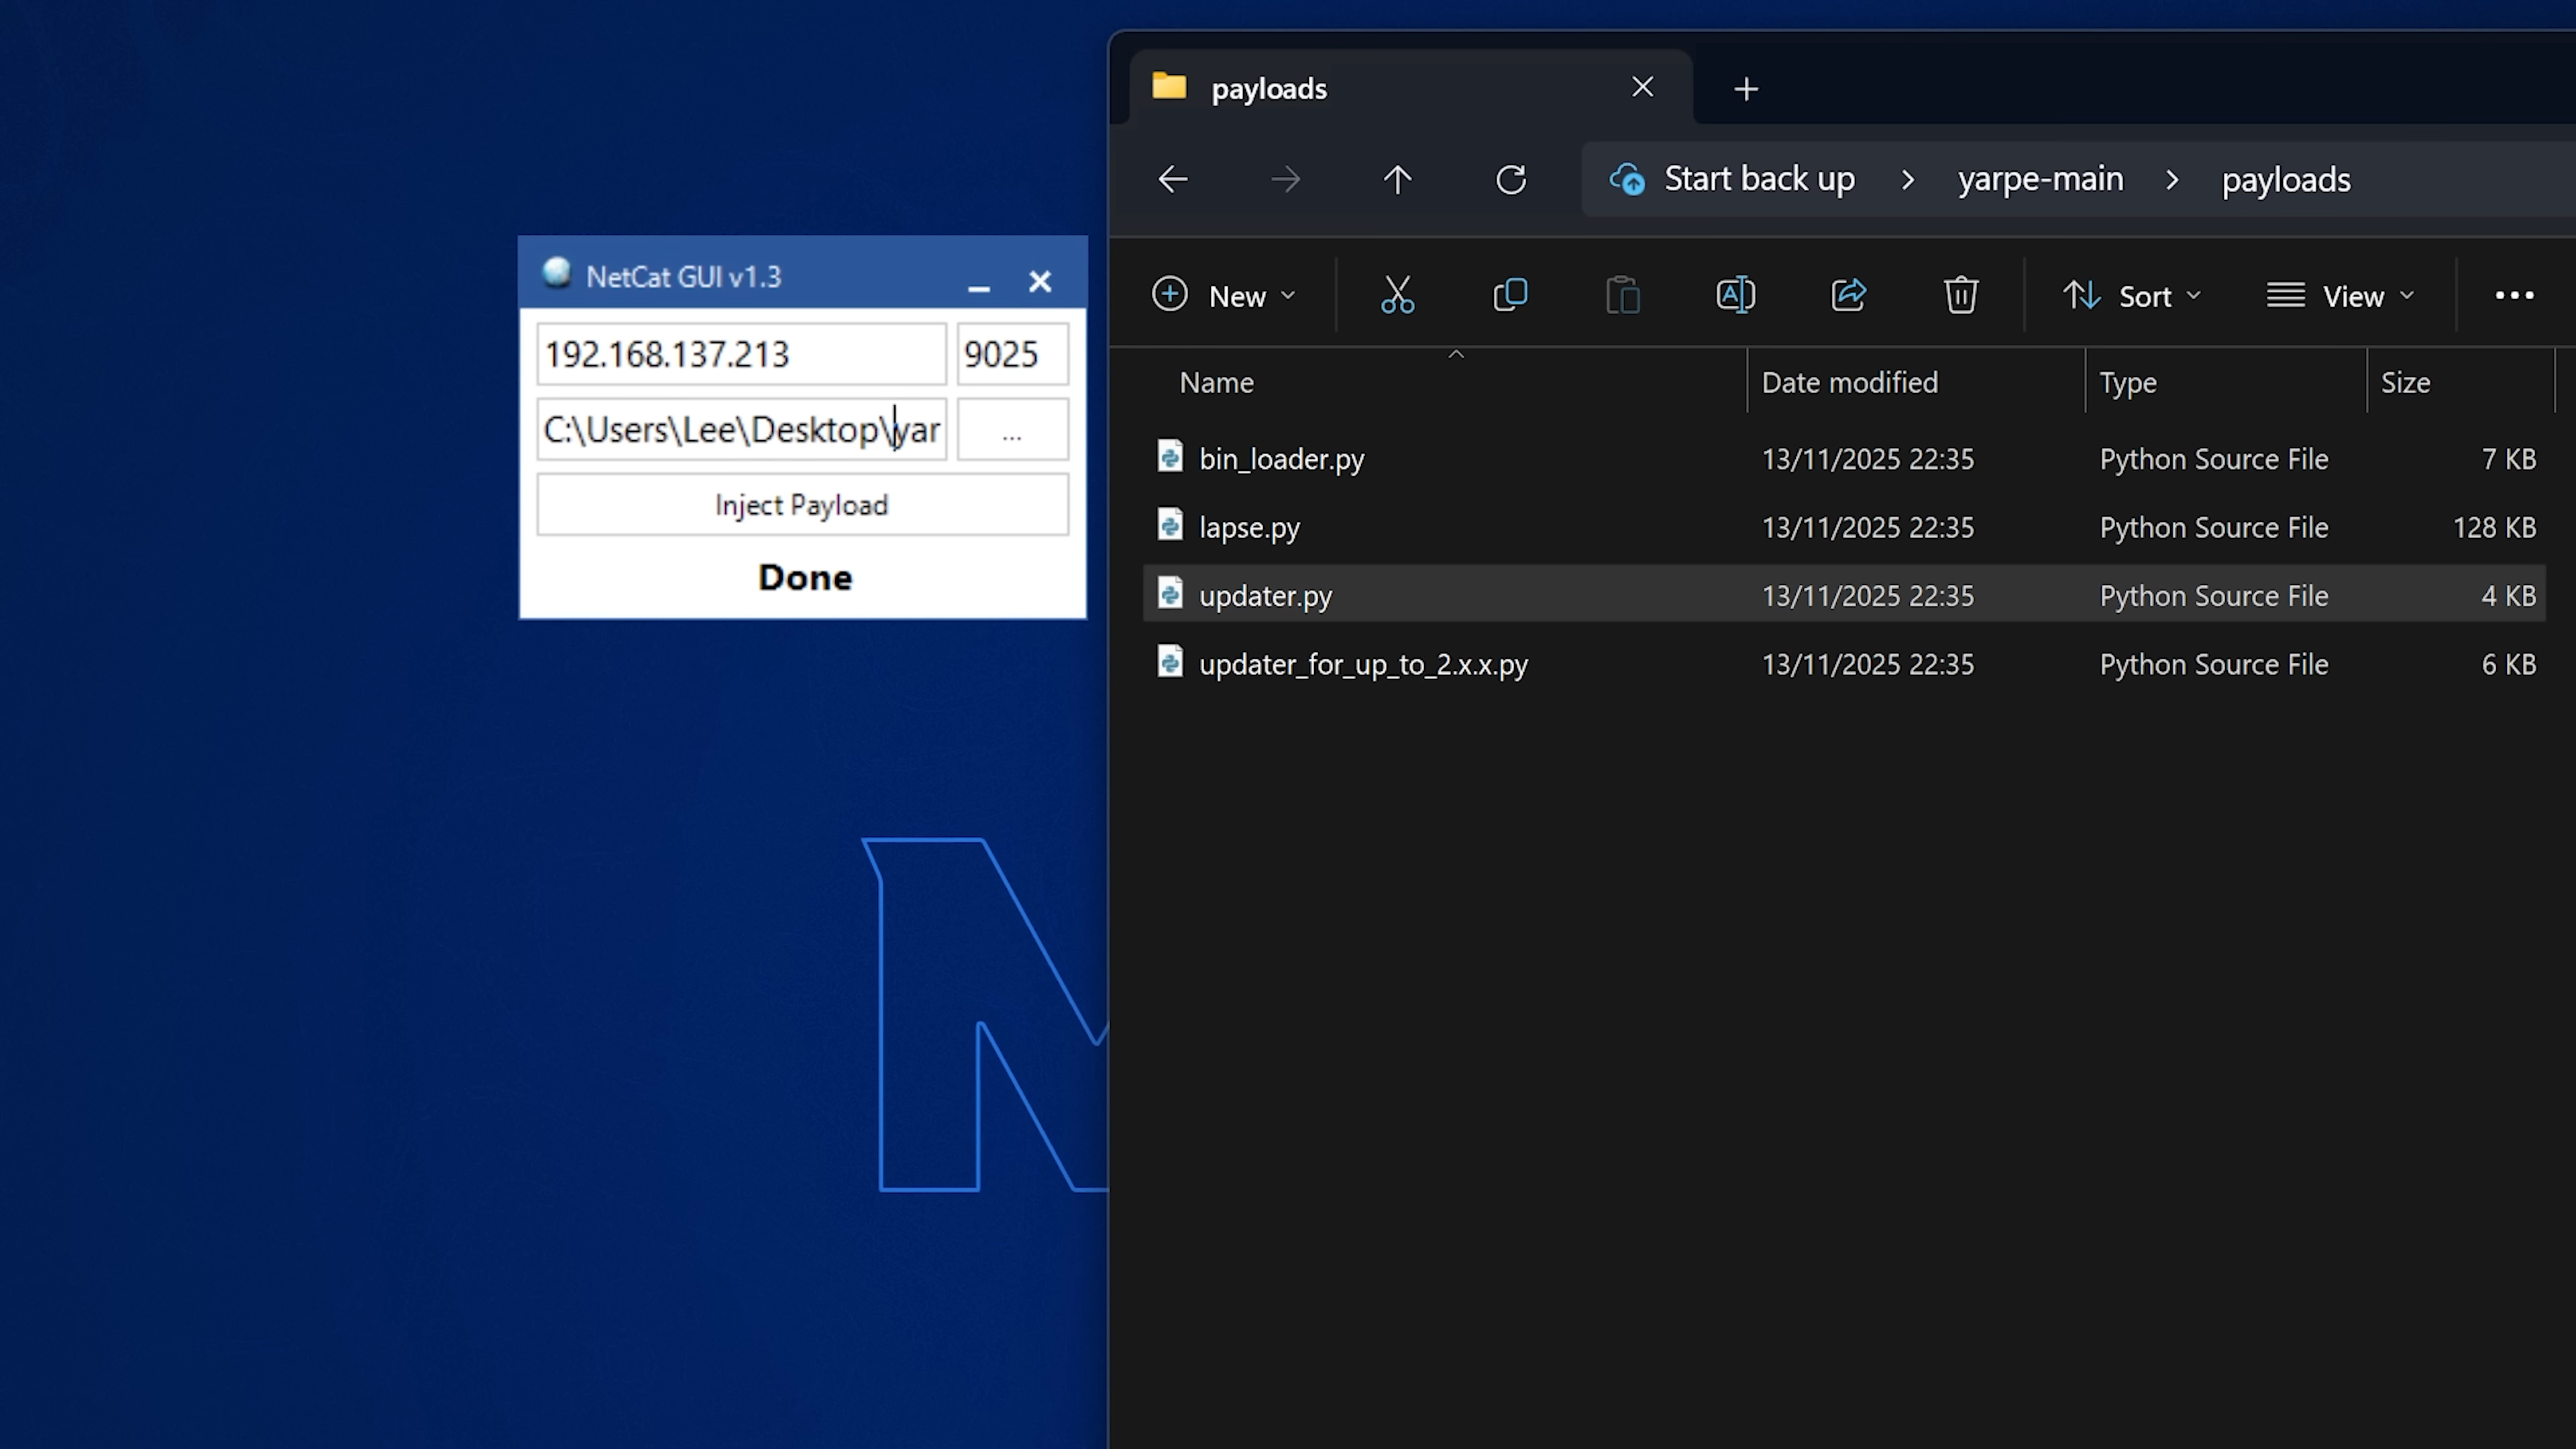 NetCat GUI v1.3
192.168.137.213
9025
C:\Users\Lee\Desktop\yar
...
Inject Payload
Done
payloads
Start back up > yarpe-main > payloads
New
Sort
View
Name Date modified Type Size
bin_loader.py 13/11/2025 22:35 Python Source File 7 KB
lapse.py 13/11/2025 22:35 Python Source File 128 KB
updater.py 13/11/2025 22:35 Python Source File 4 KB
updater_for_up_to_2.x.x.py 13/11/2025 22:35 Python Source File 6 KB